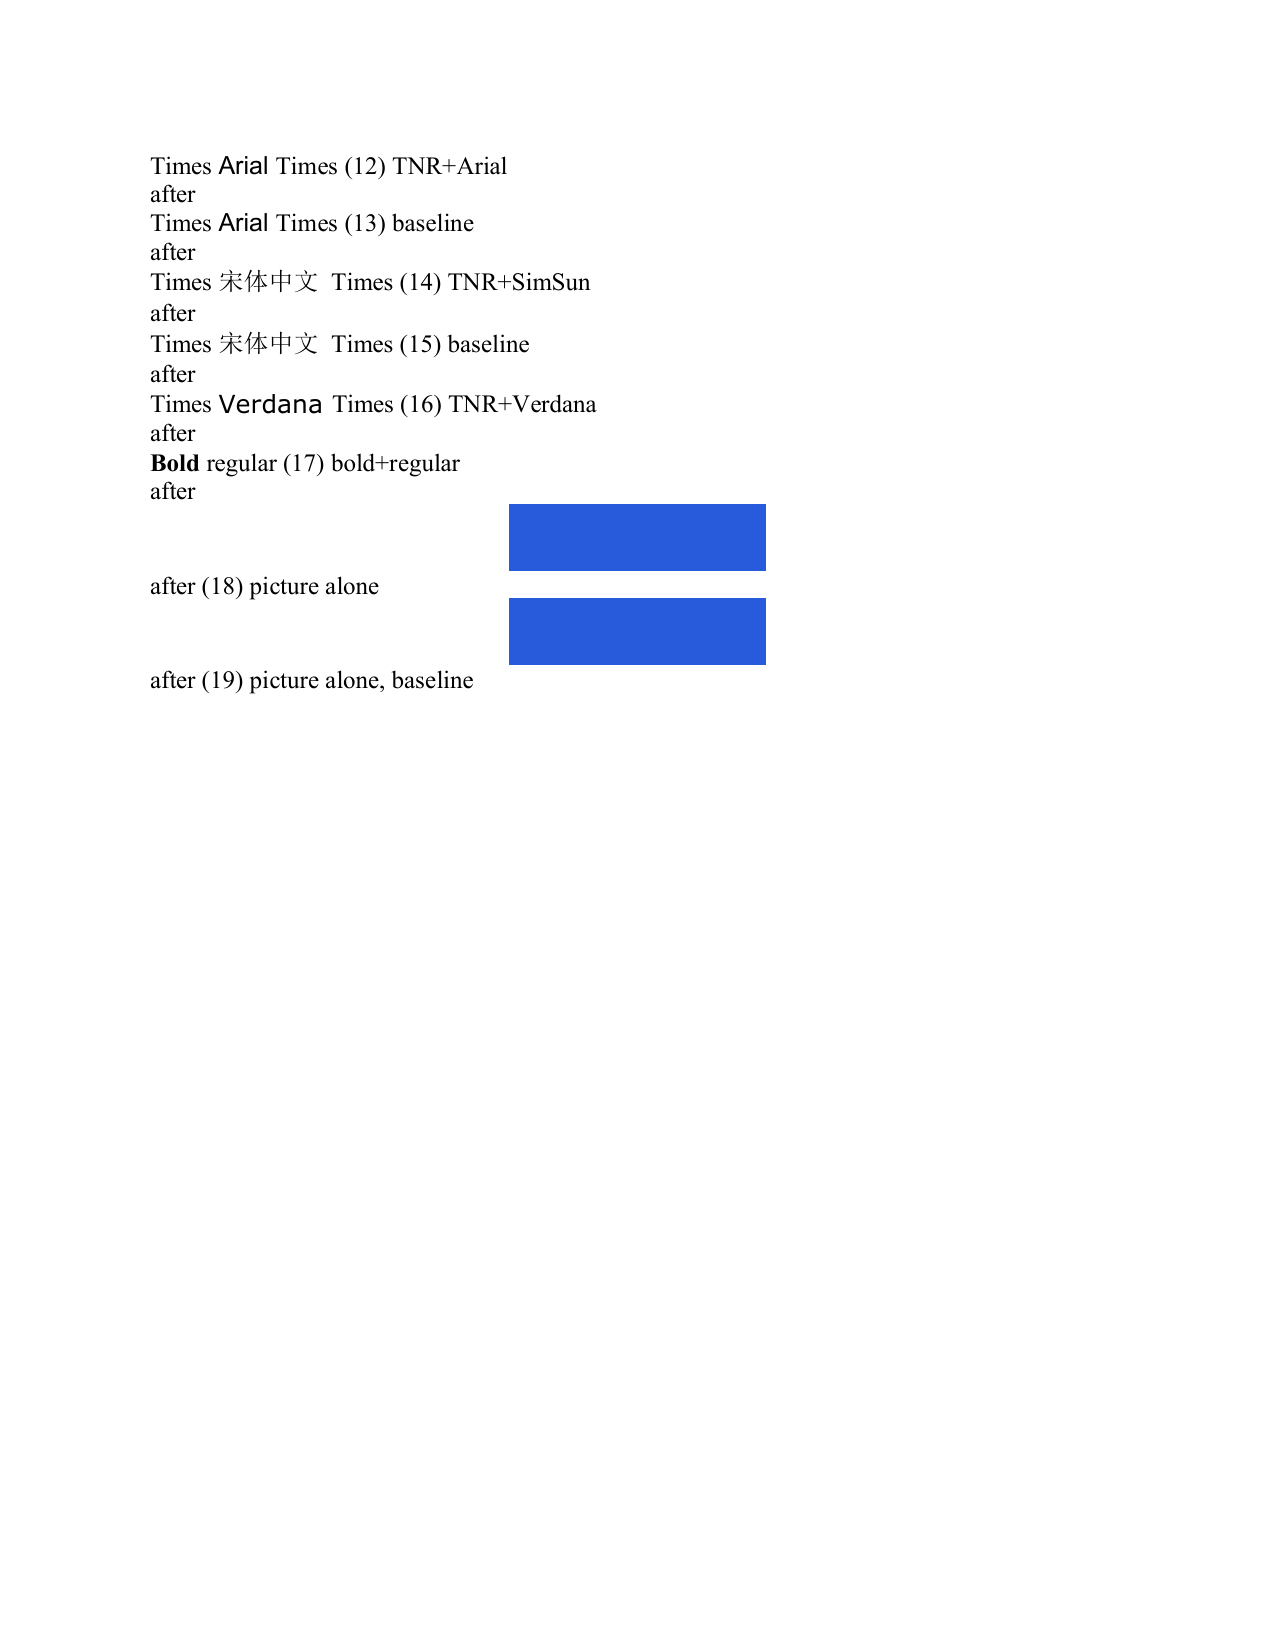 Times Arial Times (12) TNR+Arial
after
Times Arial Times (13) baseline
after
Times 宋体中文 Times (14) TNR+SimSun
after
Times 宋体中文 Times (15) baseline
after
Times Verdana Times (16) TNR+Verdana
after
Bold regular (17) bold+regular
after
after (18) picture alone
after (19) picture alone, baseline